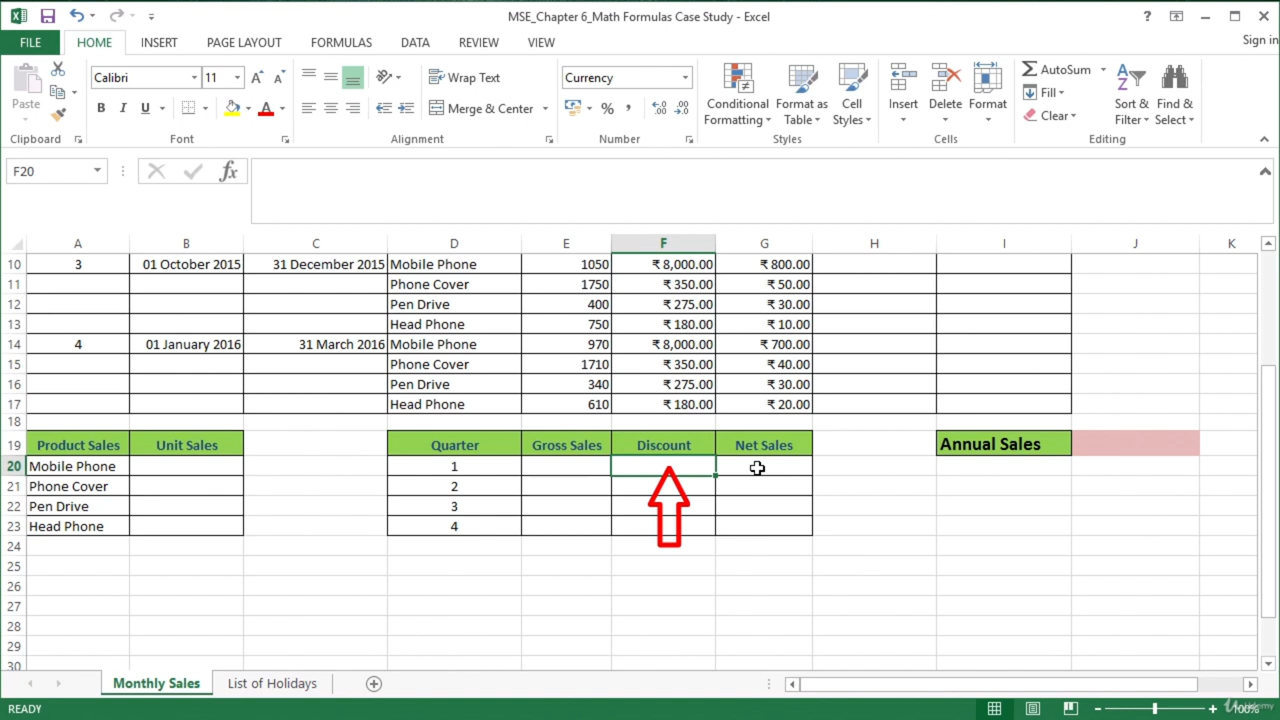 MSE_Chapter 6_Math Formulas Case Study - Excel
?
FILE HOME INSERT PAGE LAYOUT FORMULAS DATA REVIEW VIEW Sign in
Paste
Calibri 11
B I U
Wrap Text
Merge & Center
Currency
Conditional Formatting
Format as Table
Cell Styles
Insert Delete Format
AutoSum
Fill
Clear
Sort & Filter
Find & Select
Clipboard Font Alignment Number Styles Cells Editing
F20 fx
A B C D E F G H I J K
10 3 01 October 2015 31 December 2015 Mobile Phone 1050 ₹ 8,000.00 ₹ 800.00
11 Phone Cover 1750 ₹ 350.00 ₹ 50.00
12 Pen Drive 400 ₹ 275.00 ₹ 30.00
13 Head Phone 750 ₹ 180.00 ₹ 10.00
14 4 01 January 2016 31 March 2016 Mobile Phone 970 ₹ 8,000.00 ₹ 700.00
15 Phone Cover 1710 ₹ 350.00 ₹ 40.00
16 Pen Drive 340 ₹ 275.00 ₹ 30.00
17 Head Phone 610 ₹ 180.00 ₹ 20.00
18
19 Product Sales Unit Sales Quarter Gross Sales Discount Net Sales Annual Sales
20 Mobile Phone 1
21 Phone Cover 2
22 Pen Drive 3
23 Head Phone 4
24
25
26
27
28
29
30
Monthly Sales List of Holidays
READY 100%